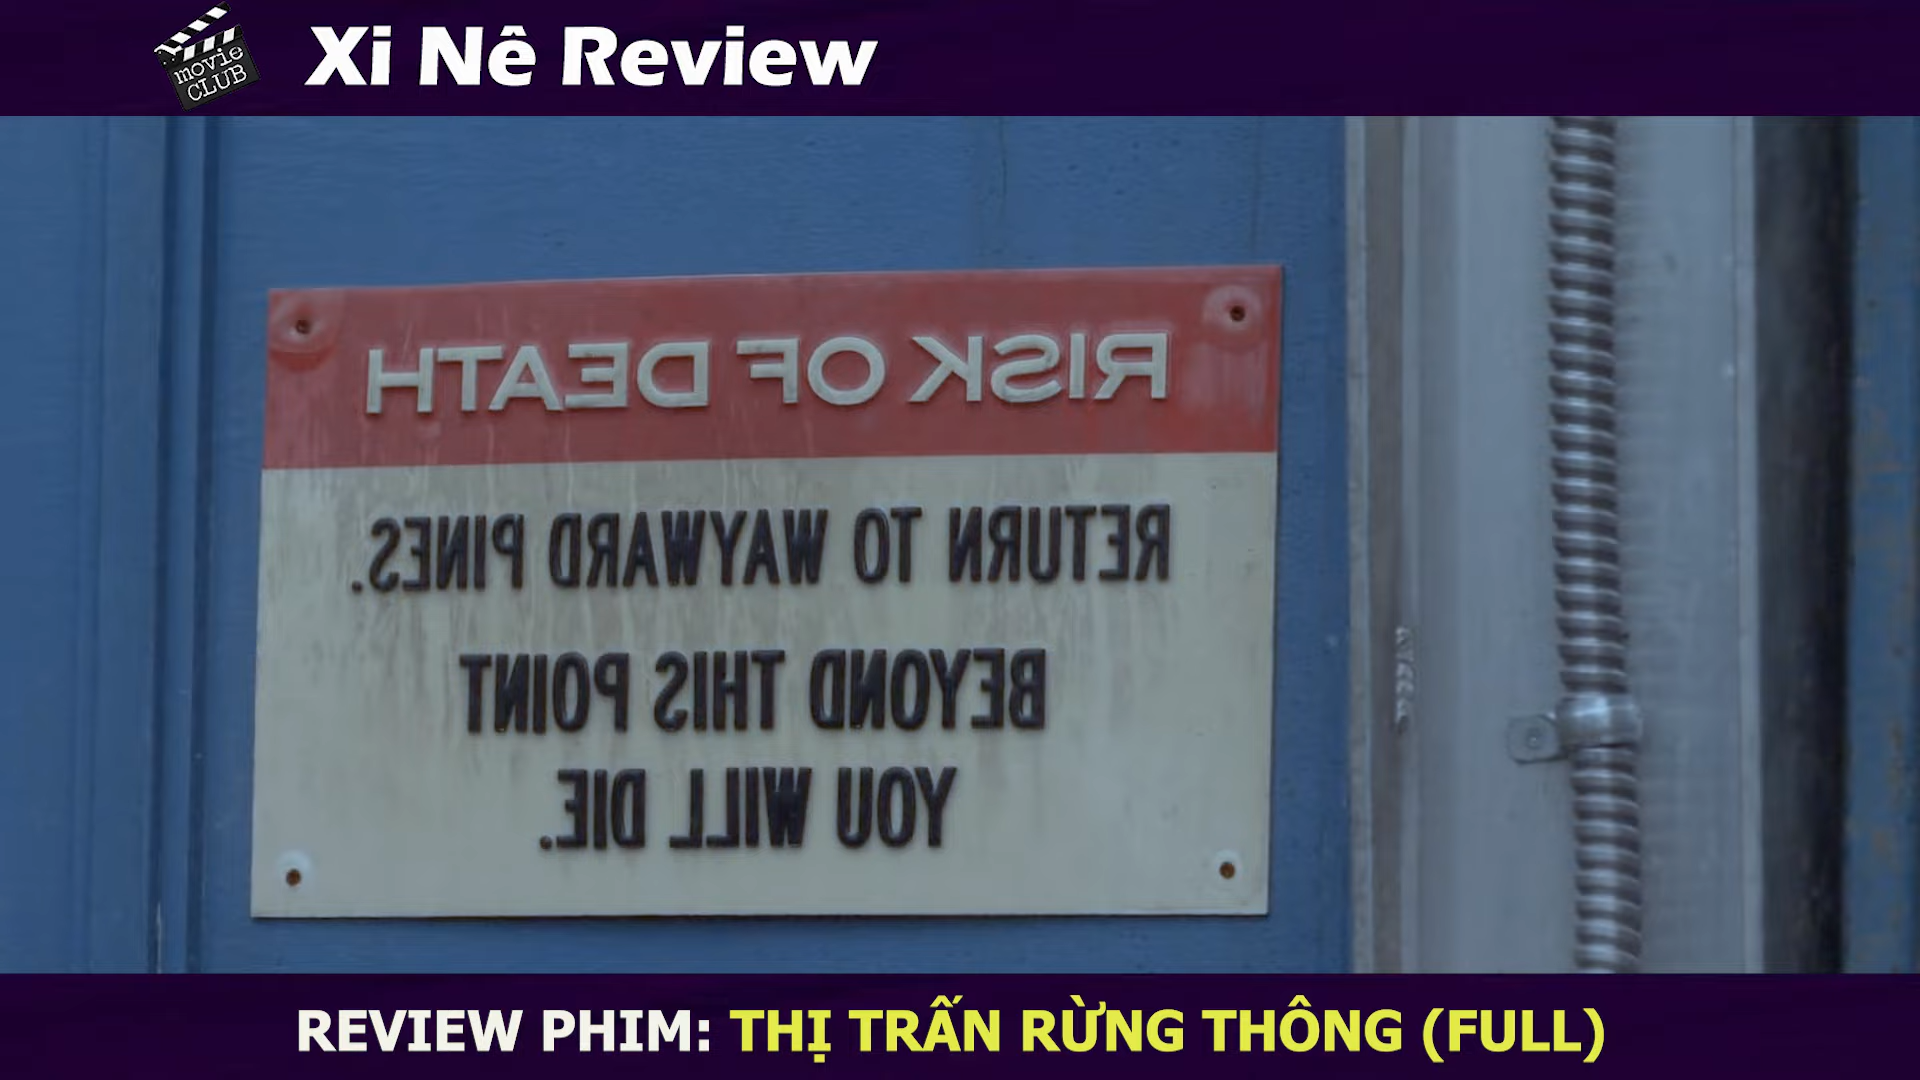 movie
CLUB
Xi Nê Review
RISK OF DEATH
RETURN TO WAYWARD PINES.
BEYOND THIS POINT
YOU WILL DIE.
REVIEW PHIM: THỊ TRẤN RỪNG THÔNG (FULL)